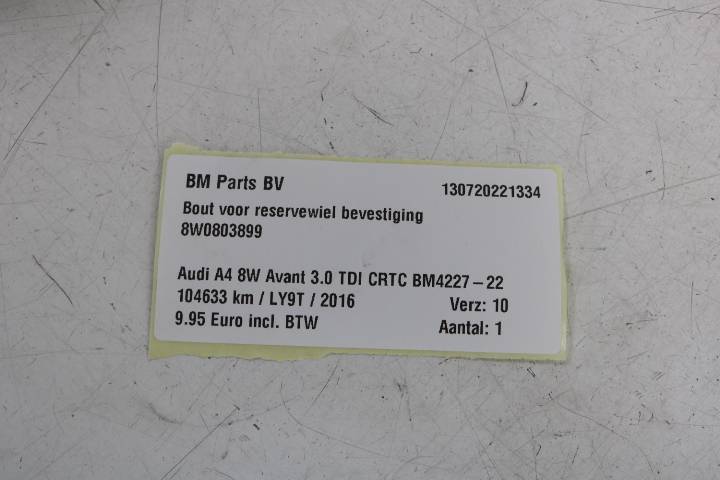 BM Parts BV 130720221334
Bout voor reservewiel bevestiging
8W0803899
Audi A4 8W Avant 3.0 TDI CRTC BM4227-22
104633 km / LY9T / 2016 Verz: 10
9.95 Euro incl. BTW Aantal: 1